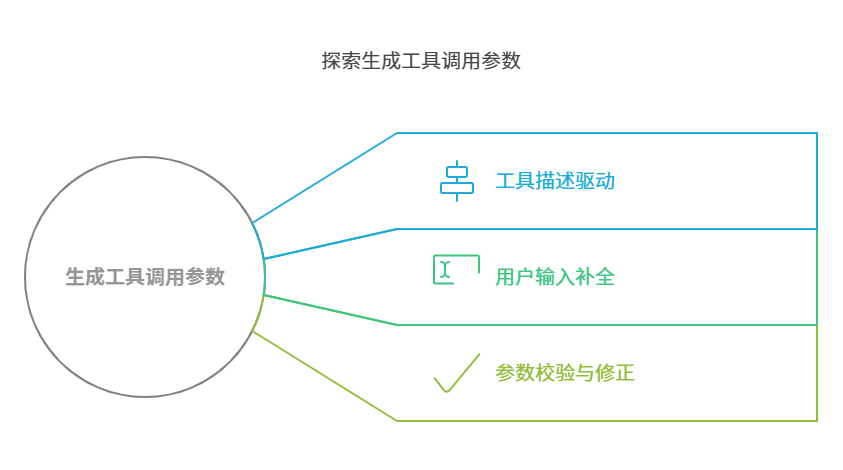 探索生成工具调用参数
工具描述驱动
生成工具调用参数
用户输入补全
参数校验与修正